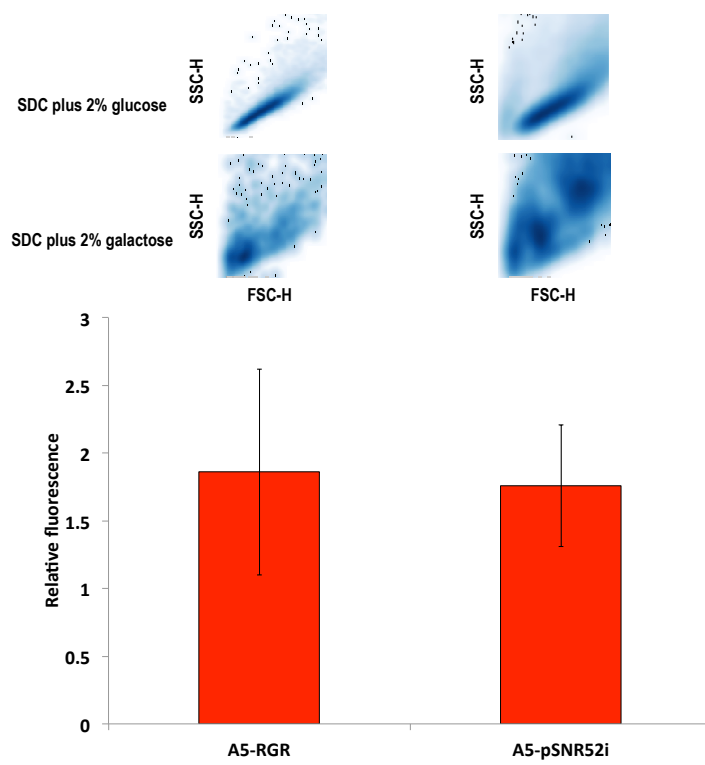 SSC-H
SSC-H
SDC plus 2% glucose
SSC-H
SSC-H
SDC plus 2% galactose
FSC-H
FSC-H
3
2.5
2
1.5
1
0.5
0
Relative fluorescence
A5-RGR
A5-pSNR52i